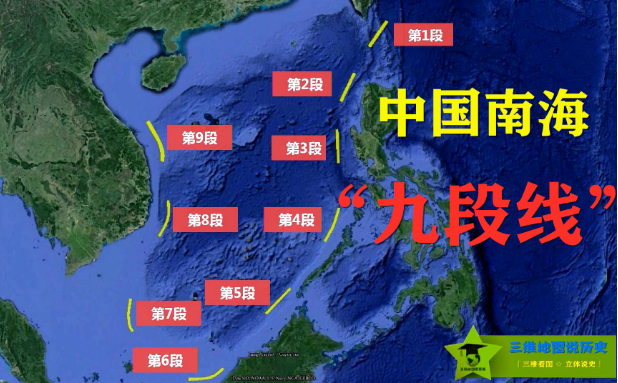 第1段
第2段
中国南海
第9段
第3段
“九段线”
第8段
第4段
第5段
第7段
第6段
三维地图说历史
三维看图 立体说史